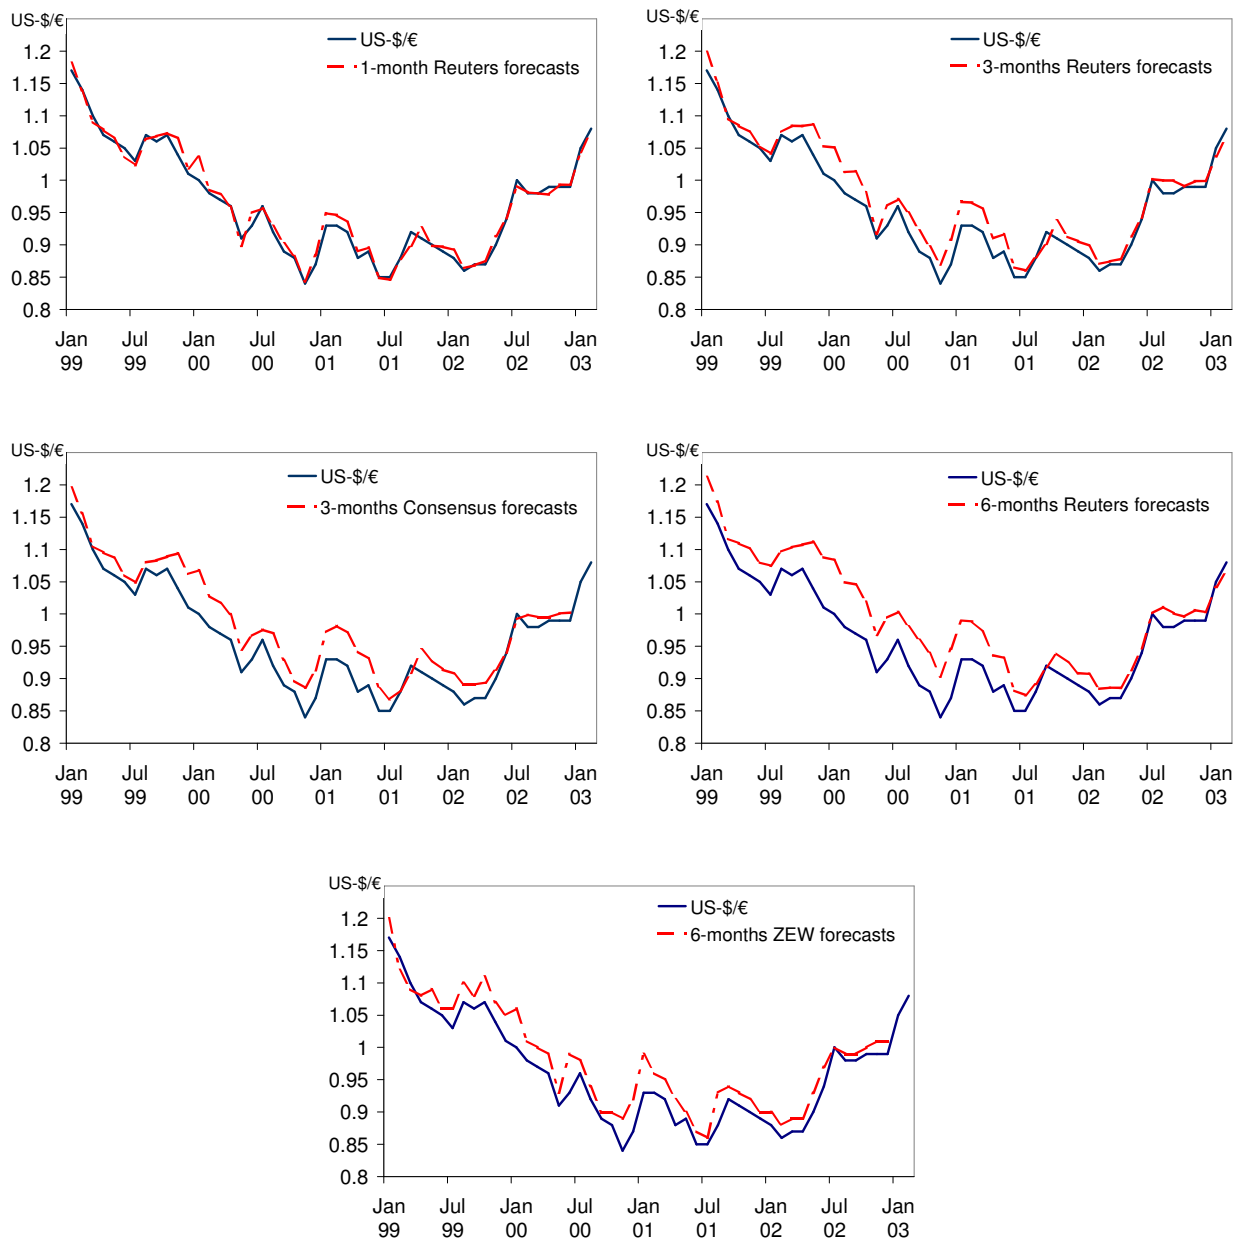 US-$/€
US-$/€
1-month Reuters forecasts
1.2
1.15
1.1
1.05
1
0.95
0.9
0.85
0.8
Jan Jul Jan Jul Jan Jul Jan Jul Jan
99 99 00 00 01 01 02 02 03
US-$/€
US-$/€
3-months Reuters forecasts
1.2
1.15
1.1
1.05
1
0.95
0.9
0.85
0.8
Jan Jul Jan Jul Jan Jul Jan Jul Jan
99 99 00 00 01 01 02 02 03
US-$/€
US-$/€
3-months Consensus forecasts
1.2
1.15
1.1
1.05
1
0.95
0.9
0.85
0.8
Jan Jul Jan Jul Jan Jul Jan Jul Jan
99 99 00 00 01 01 02 02 03
US-$/€
US-$/€
6-months Reuters forecasts
1.2
1.15
1.1
1.05
1
0.95
0.9
0.85
0.8
Jan Jul Jan Jul Jan Jul Jan Jul Jan
99 99 00 00 01 01 02 02 03
US-$/€
US-$/€
6-months ZEW forecasts
1.2
1.15
1.1
1.05
1
0.95
0.9
0.85
0.8
Jan Jul Jan Jul Jan Jul Jan Jul Jan
99 99 00 00 01 01 02 02 03